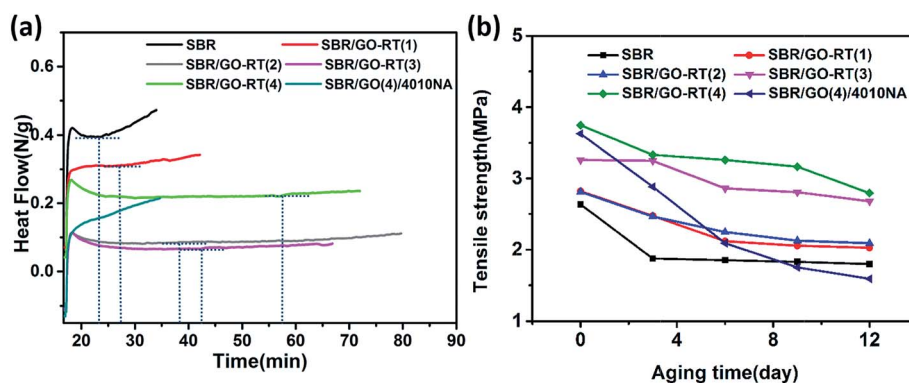 (a)
SBR
SBR/GO-RT(1)
SBR/GO-RT(2)
SBR/GO-RT(3)
SBR/GO-RT(4)
SBR/GO(4)/4010NA
0.6
0.4
0.2
0.0
Heat Flow(N/g)
20 30 40 50 60 70 80 90
Time(min)
(b)
SBR
SBR/GO-RT(1)
SBR/GO-RT(2)
SBR/GO-RT(3)
SBR/GO-RT(4)
SBR/GO(4)/4010NA
5
4
3
2
1
Tensile strength(MPa)
0 3 6 9 12
Aging time(day)